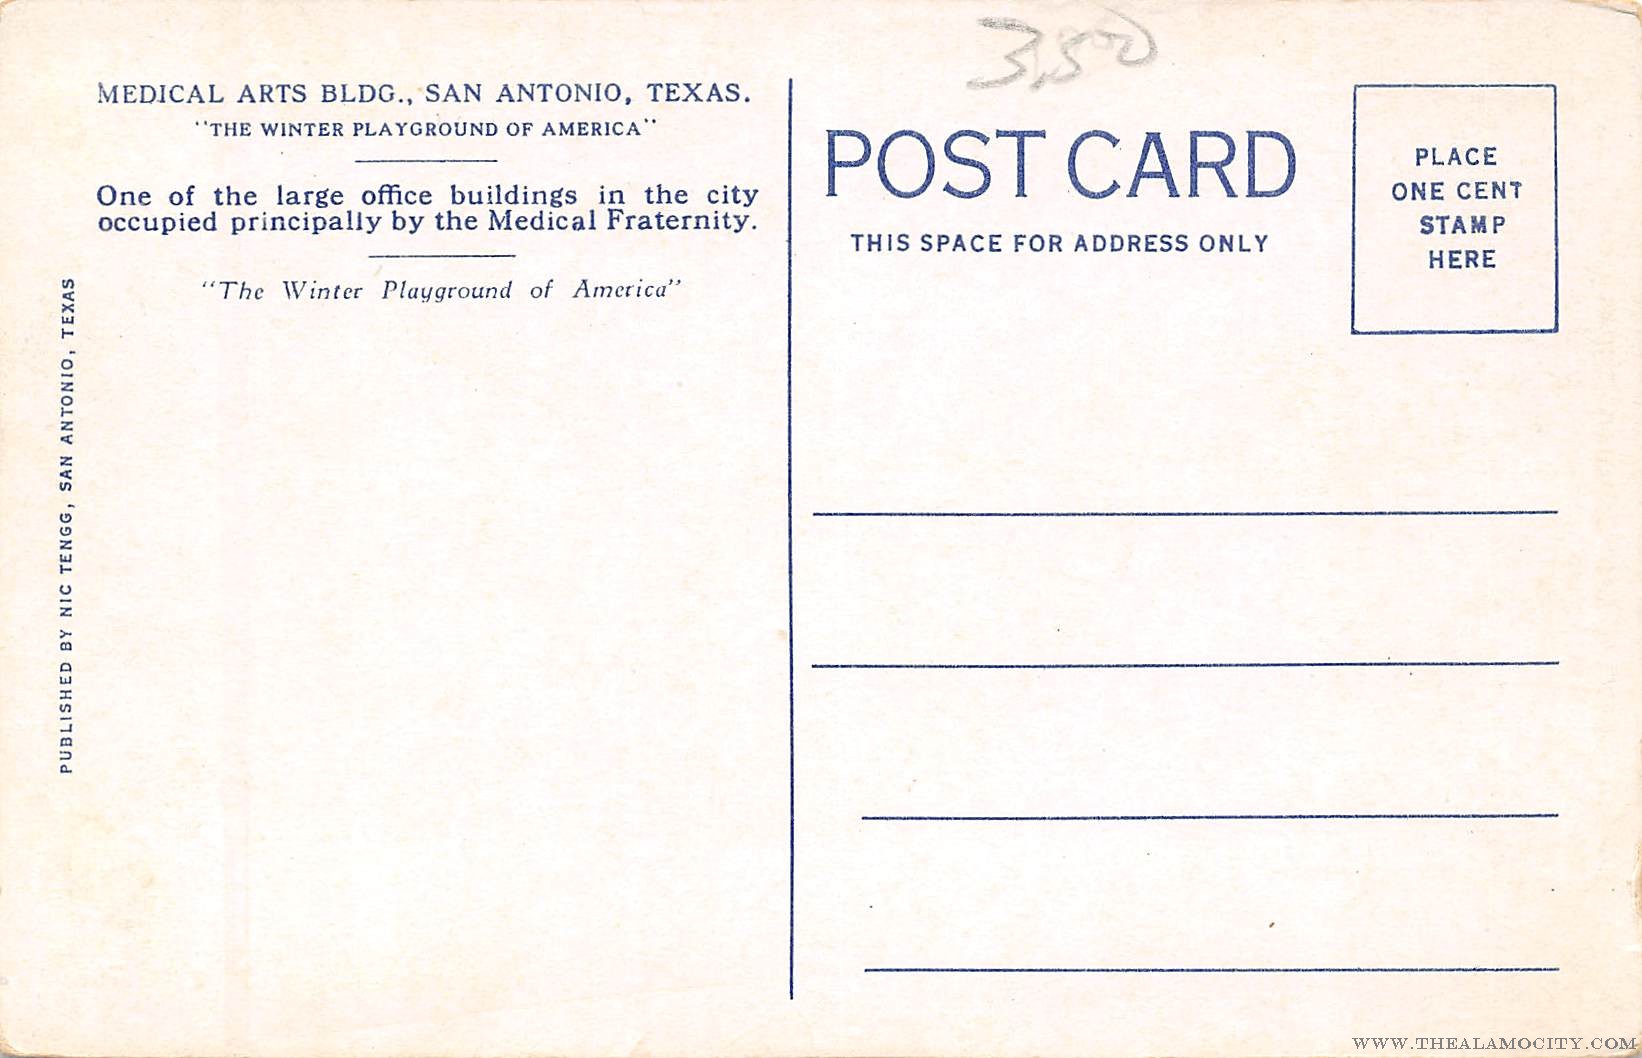 3,500
MEDICAL ARTS BLDG., SAN ANTONIO, TEXAS.
"THE WINTER PLAYGROUND OF AMERICA"
One of the large office buildings in the city
occupied principally by the Medical Fraternity.
"The Winter Playground of America"
PUBLISHED BY NIC TENGG, SAN ANTONIO, TEXAS
POST CARD
THIS SPACE FOR ADDRESS ONLY
PLACE
ONE CENT
STAMP
HERE
WWW.THEALAMOCITY.COM